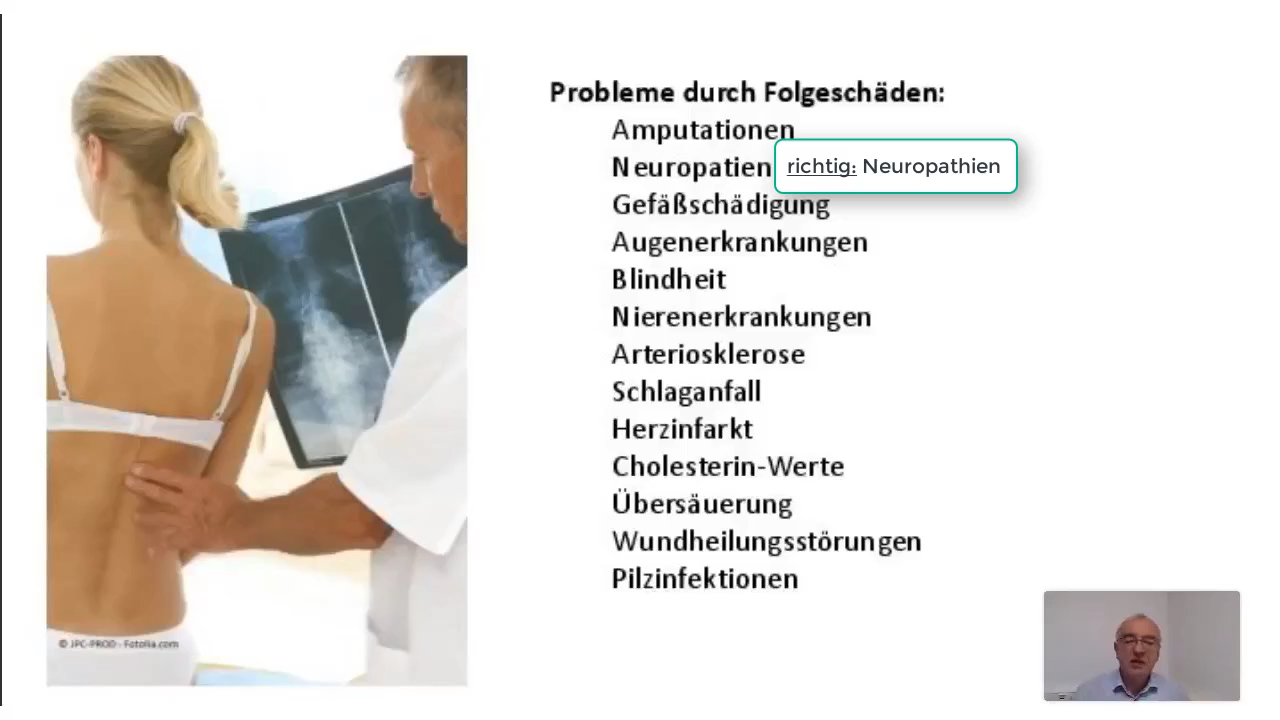 Probleme durch Folgeschäden:
Amputationen
Neuropatien
richtig: Neuropathien
Gefäßschädigung
Augenerkrankungen
Blindheit
Nierenerkrankungen
Arteriosklerose
Schlaganfall
Herzinfarkt
Cholesterin-Werte
Übersäuerung
Wundheilungsstörungen
Pilzinfektionen
© JPC-PROD - Fotolia.com